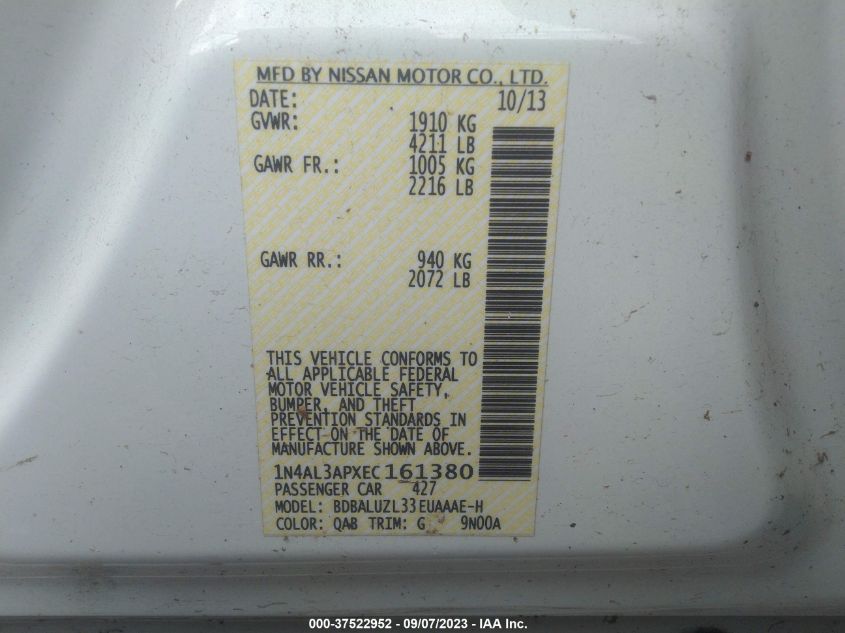 MFD BY NISSAN MOTOR CO., LTD.
DATE: 10/13
GVWR: 1910 KG
4211 LB
GAWR FR.: 1005 KG
2216 LB
GAWR RR.: 940 KG
2072 LB
THIS VEHICLE CONFORMS TO
ALL APPLICABLE FEDERAL
MOTOR VEHICLE SAFETY,
BUMPER, AND THEFT
PREVENTION STANDARDS IN
EFFECT ON THE DATE OF
MANUFACTURE SHOWN ABOVE.
1N4AL3APXEC161380
PASSENGER CAR 427
MODEL: BDBALUZL33EUAAAE-H
COLOR: QAB TRIM: G 9N00A
000-37522952 - 09/07/2023 - IAA Inc.